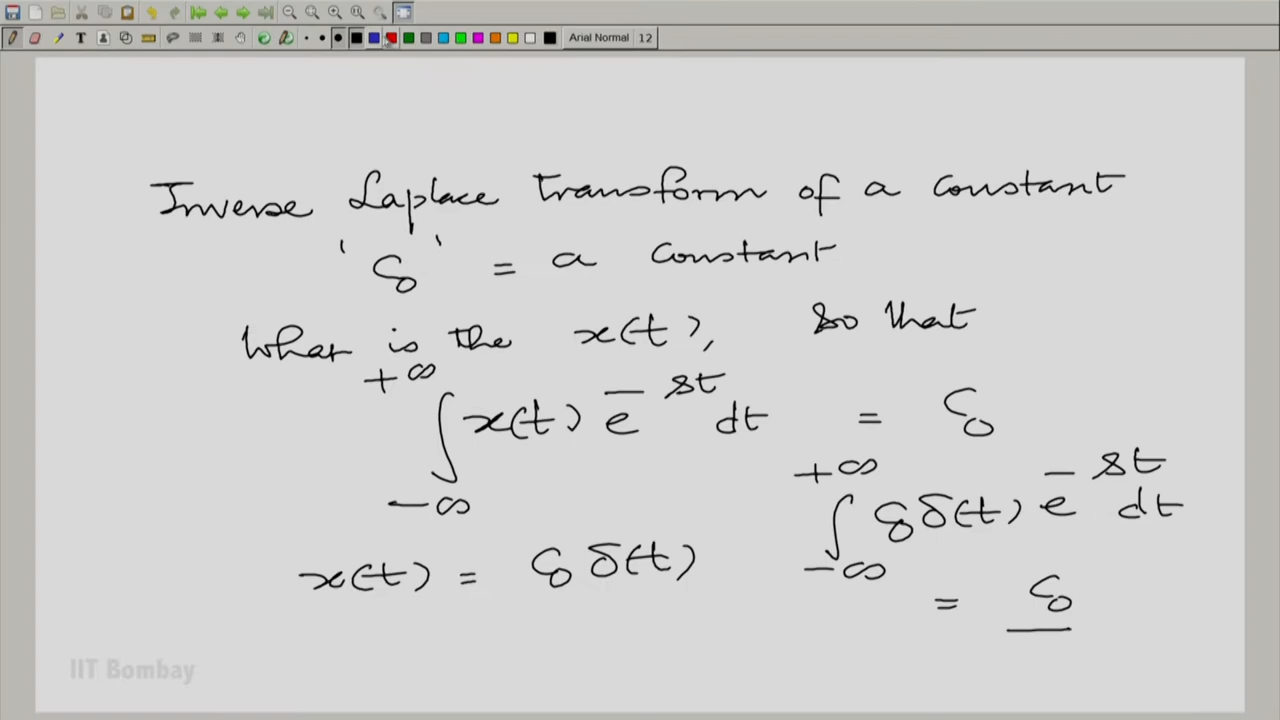 Arial Normal 12
Inverse Laplace transform of a constant
'C₀' = a constant
What is the x(t), so that
∫_{-∞}^{+∞} x(t) e^{-st} dt = C₀
∫_{-∞}^{+∞} C₀ δ(t) e^{-st} dt
x(t) = C₀ δ(t)
= C₀
IIT Bombay